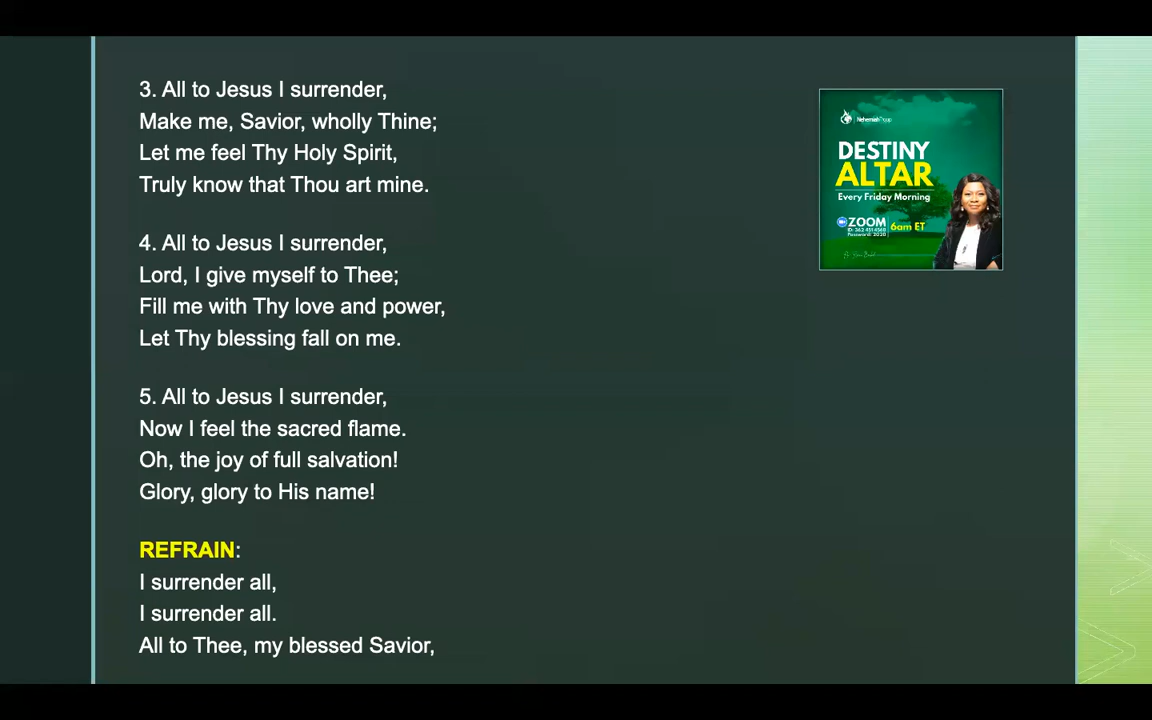 3. All to Jesus I surrender,
Make me, Savior, wholly Thine;
Let me feel Thy Holy Spirit,
Truly know that Thou art mine.
4. All to Jesus I surrender,
Lord, I give myself to Thee;
Fill me with Thy love and power,
Let Thy blessing fall on me.
5. All to Jesus I surrender,
Now I feel the sacred flame.
Oh, the joy of full salvation!
Glory, glory to His name!
REFRAIN:
I surrender all,
I surrender all.
All to Thee, my blessed Savior,
DESTINY
ALTAR
Every Friday Morning
ZOOM
6am ET
Password: 2020